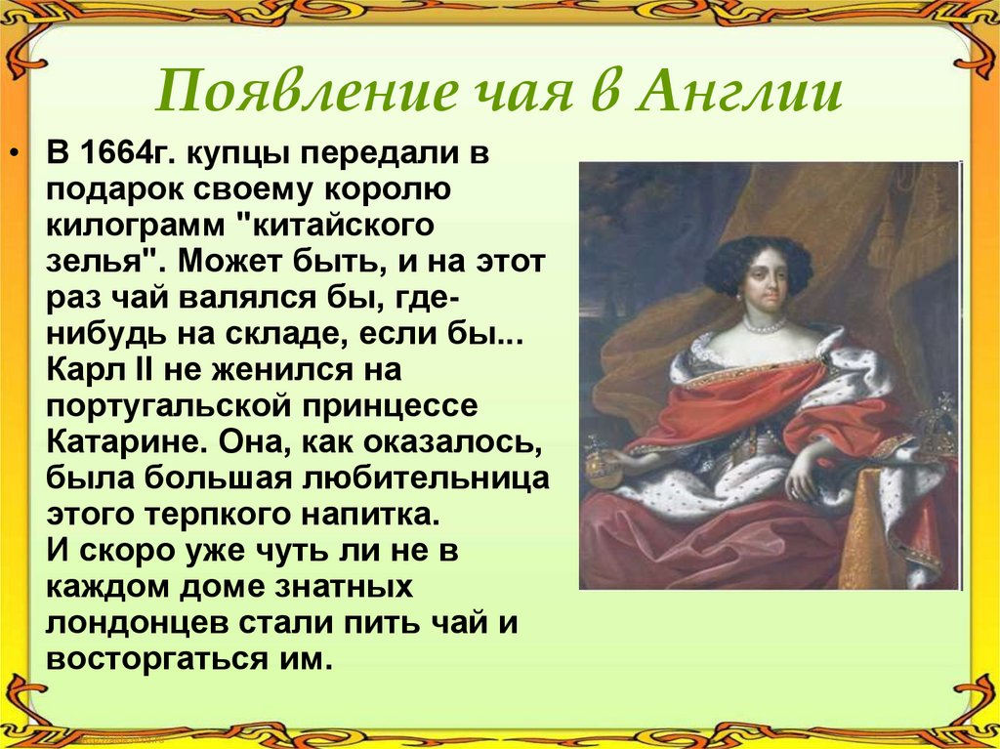 Появление чая в Англии
• В 1664г. купцы передали в
подарок своему королю
килограмм "китайского
зелья". Может быть, и на этот
раз чай валялся бы, где-
нибудь на складе, если бы...
Карл II не женился на
португальской принцессе
Катарине. Она, как оказалось,
была большая любительница
этого терпкого напитка.
И скоро уже чуть ли не в
каждом доме знатных
лондонцев стали пить чай и
восторгаться им.